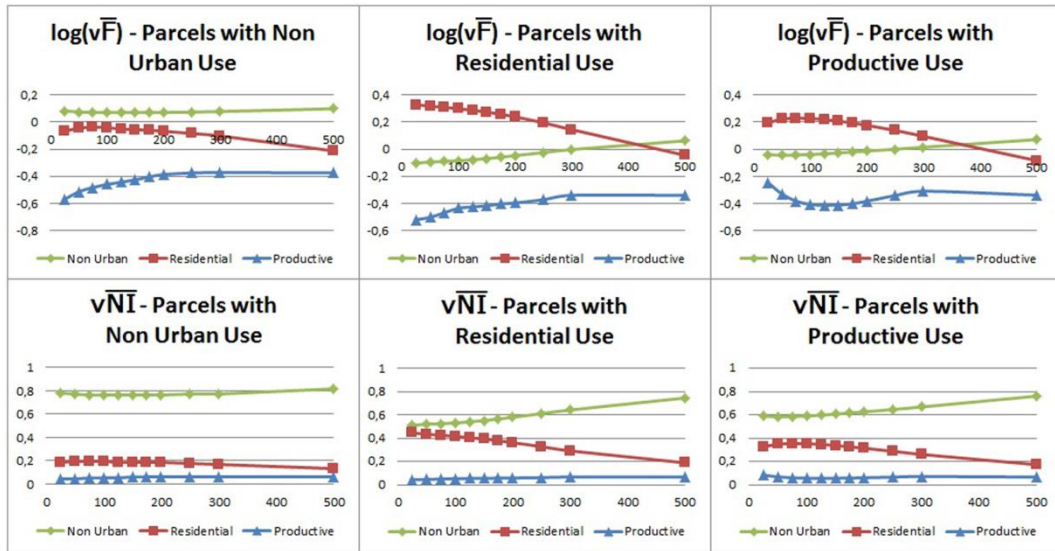 log(vF̅) - Parcels with Non
Urban Use
0,2
0
-0,2
-0,4
-0,6
-0,8
0 100 200 300 400 500
Non Urban Residential Productive
log(vF̅) - Parcels with
Residential Use
0,4
0,2
0
-0,2
-0,4
-0,6
0 100 200 300 400 500
Non Urban Residential Productive
log(vF̅) - Parcels with
Productive Use
0,4
0,2
0
-0,2
-0,4
-0,6
0 100 200 300 400 500
Non Urban Residential Productive
vN̅I̅ - Parcels with
Non Urban Use
1
0,8
0,6
0,4
0,2
0
0 100 200 300 400 500
Non Urban Residential Productive
vN̅I̅ - Parcels with
Residential Use
1
0,8
0,6
0,4
0,2
0
0 100 200 300 400 500
Non Urban Residential Productive
vN̅I̅ - Parcels with
Productive Use
1
0,8
0,6
0,4
0,2
0
0 100 200 300 400 500
Non Urban Residential Productive